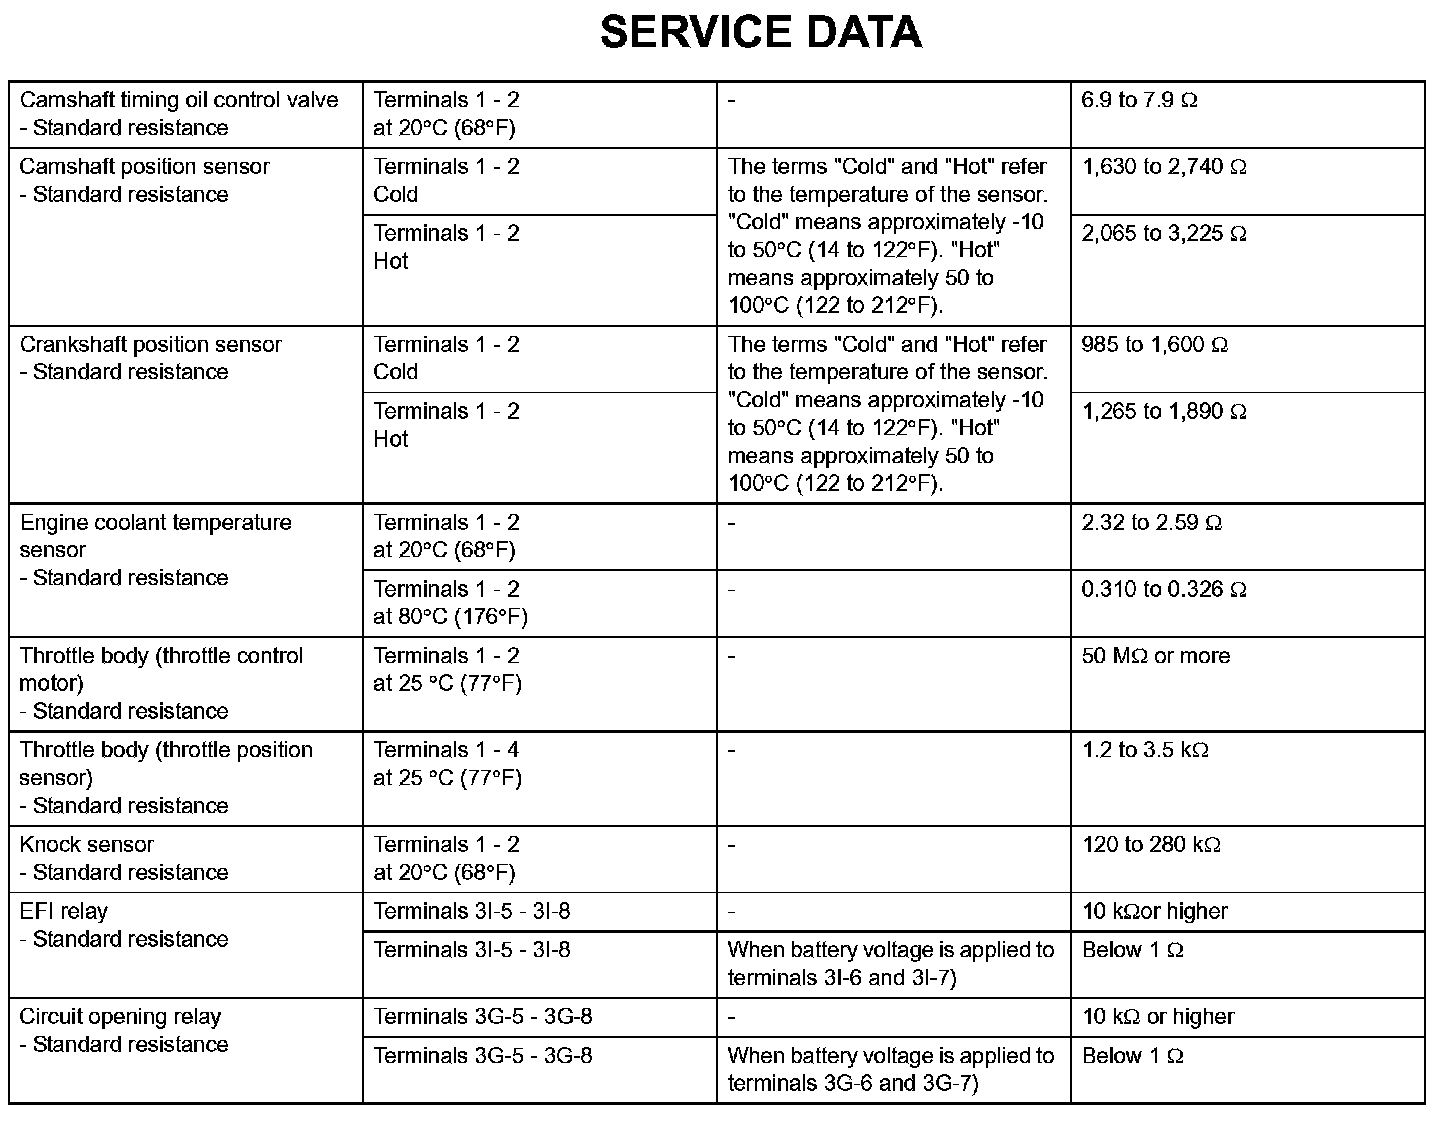 SERVICE DATA
Camshaft timing oil control valve
- Standard resistance
Terminals 1 - 2
at 20°C (68°F)
-
6.9 to 7.9 Ω
Camshaft position sensor
- Standard resistance
Terminals 1 - 2
Cold
The terms "Cold" and "Hot" refer
to the temperature of the sensor.
"Cold" means approximately -10
to 50°C (14 to 122°F). "Hot"
means approximately 50 to
100°C (122 to 212°F).
1,630 to 2,740 Ω
Terminals 1 - 2
Hot
2,065 to 3,225 Ω
Crankshaft position sensor
- Standard resistance
Terminals 1 - 2
Cold
The terms "Cold" and "Hot" refer
to the temperature of the sensor.
"Cold" means approximately -10
to 50°C (14 to 122°F). "Hot"
means approximately 50 to
100°C (122 to 212°F).
985 to 1,600 Ω
Terminals 1 - 2
Hot
1,265 to 1,890 Ω
Engine coolant temperature
sensor
- Standard resistance
Terminals 1 - 2
at 20°C (68°F)
-
2.32 to 2.59 Ω
Terminals 1 - 2
at 80°C (176°F)
-
0.310 to 0.326 Ω
Throttle body (throttle control
motor)
- Standard resistance
Terminals 1 - 2
at 25 °C (77°F)
-
50 MΩ or more
Throttle body (throttle position
sensor)
- Standard resistance
Terminals 1 - 4
at 25 °C (77°F)
-
1.2 to 3.5 kΩ
Knock sensor
- Standard resistance
Terminals 1 - 2
at 20°C (68°F)
-
120 to 280 kΩ
EFI relay
- Standard resistance
Terminals 3I-5 - 3I-8
-
10 kΩor higher
Terminals 3I-5 - 3I-8
When battery voltage is applied to
terminals 3I-6 and 3I-7)
Below 1 Ω
Circuit opening relay
- Standard resistance
Terminals 3G-5 - 3G-8
-
10 kΩ or higher
Terminals 3G-5 - 3G-8
When battery voltage is applied to
terminals 3G-6 and 3G-7)
Below 1 Ω